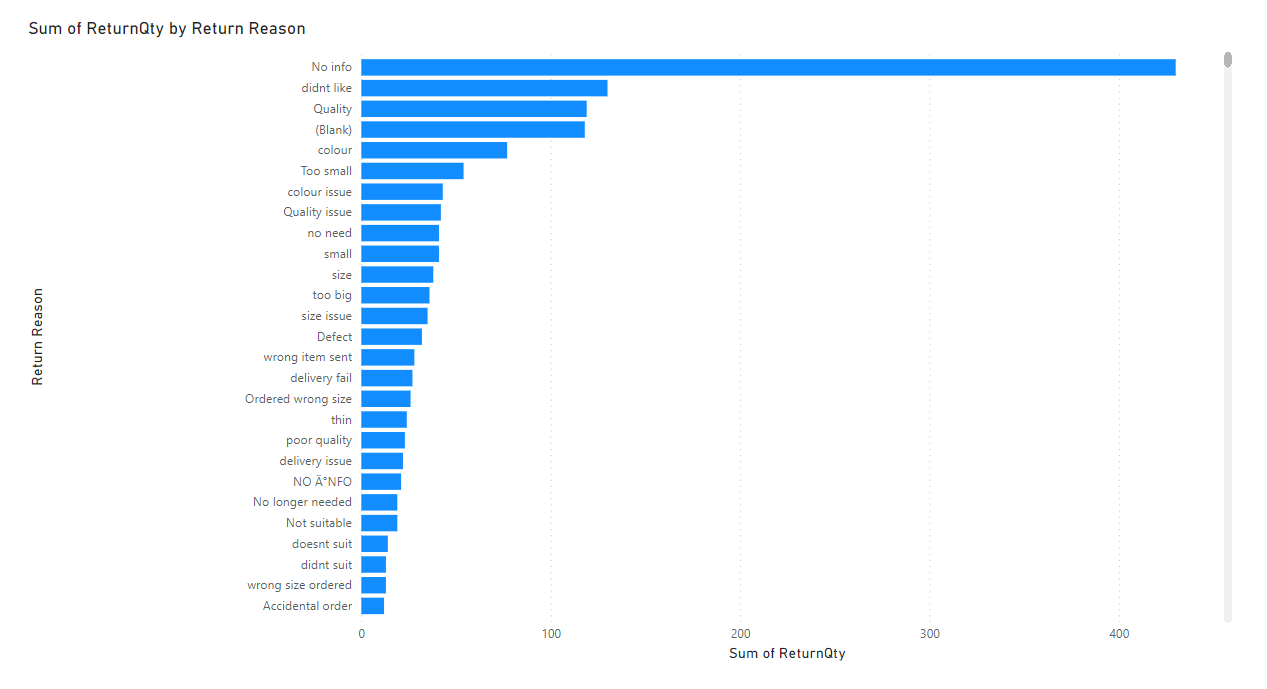 Sum of ReturnQty by Return Reason
Return Reason
No info
didnt like
Quality
(Blank)
colour
Too small
colour issue
Quality issue
no need
small
size
too big
size issue
Defect
wrong item sent
delivery fail
Ordered wrong size
thin
poor quality
delivery issue
NO Ä°NFO
No longer needed
Not suitable
doesnt suit
didnt suit
wrong size ordered
Accidental order
0 100 200 300 400
Sum of ReturnQty